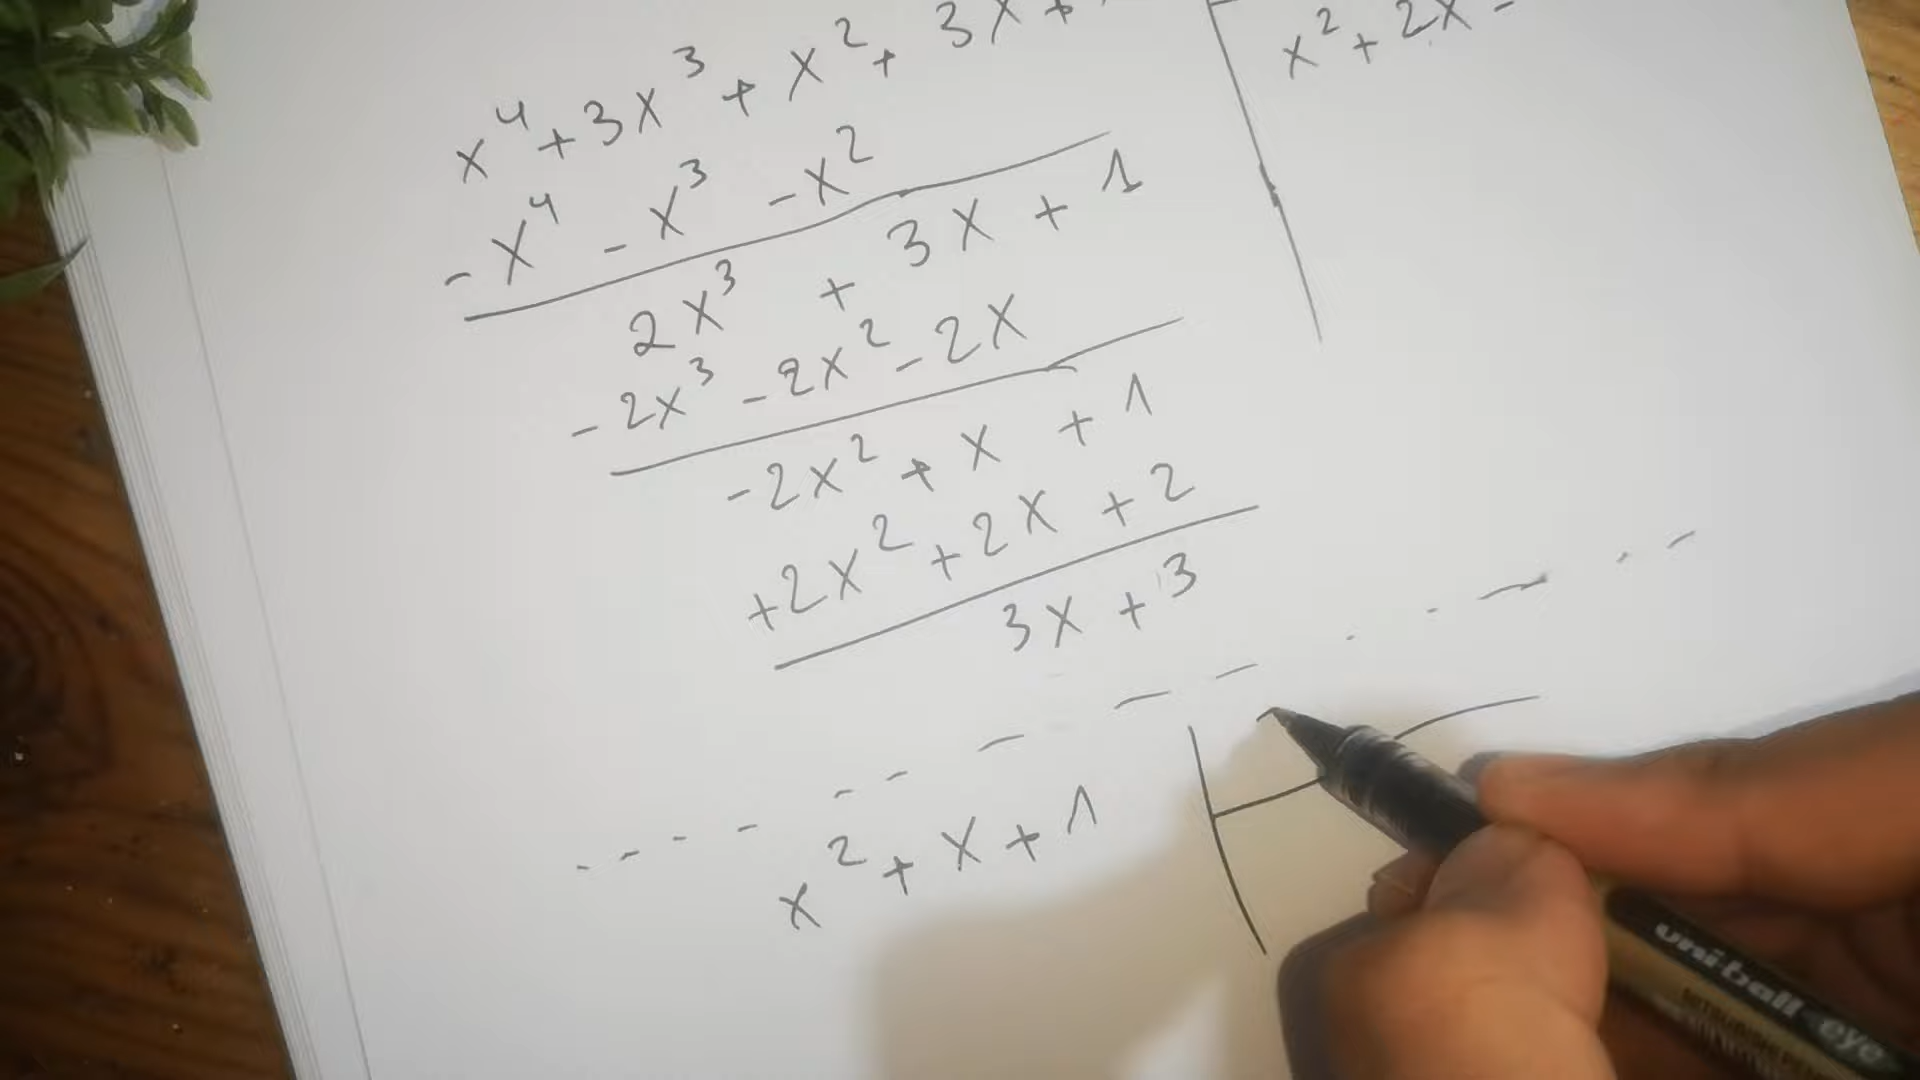 x⁴+3x³+x²+3x+
x²+2x-
-x⁴-x³-x²
2x³+3x+1
-2x³-2x²-2x
-2x²+x+1
+2x²+2x+2
3x+3
x²+x+1
uni-ball eye